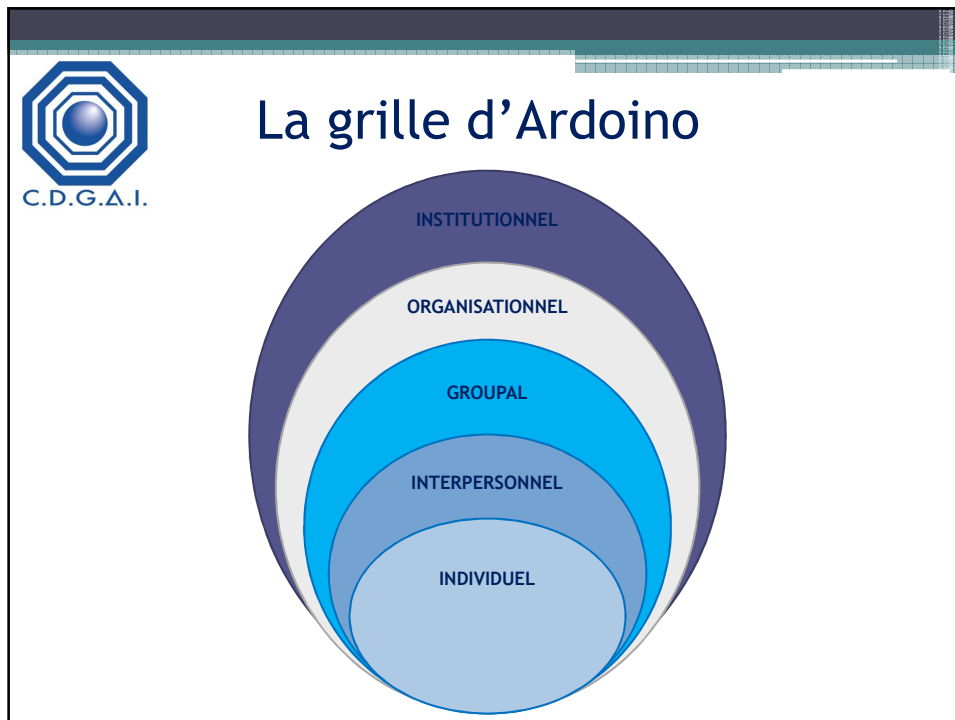 La grille d’Ardoino
C.D.G.Δ.I.
INSTITUTIONNEL
ORGANISATIONNEL
GROUPAL
INTERPERSONNEL
INDIVIDUEL